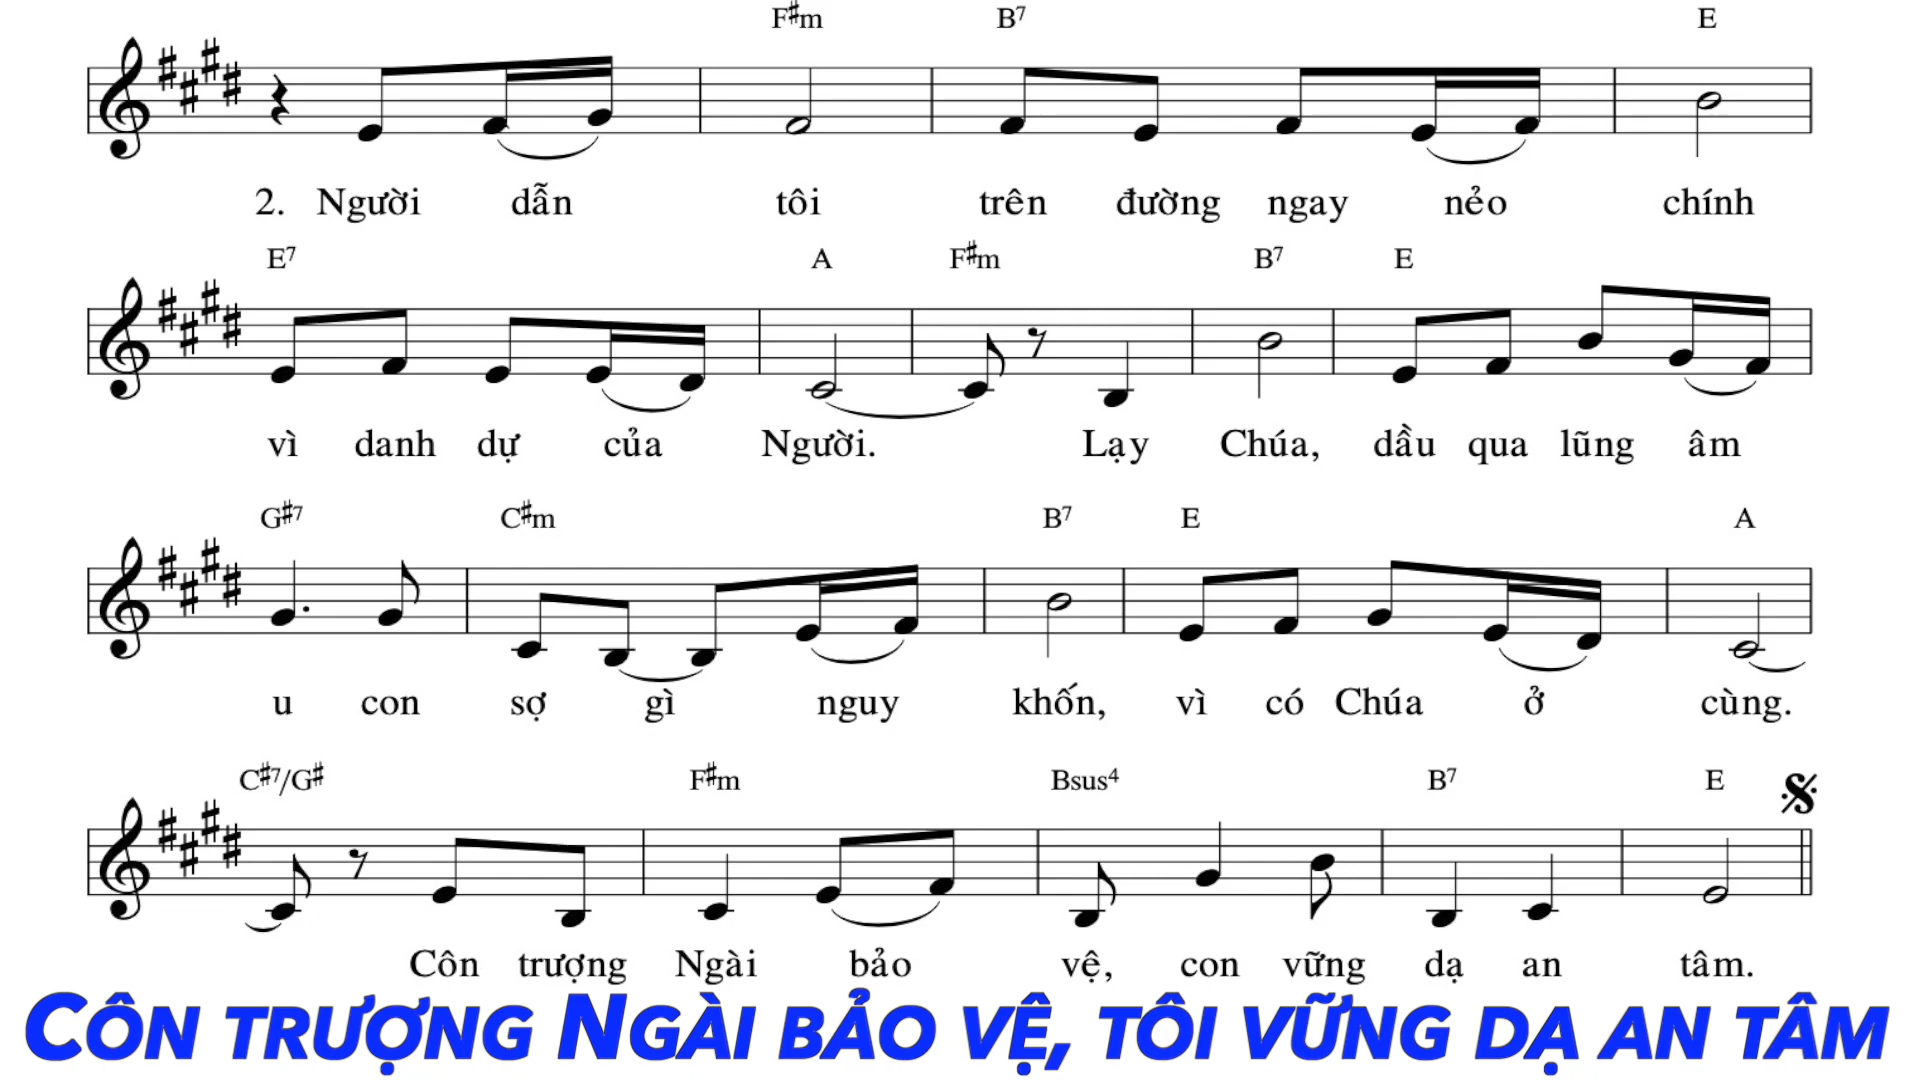 F♯m B7 E
2. Người dẫn tôi trên đường ngay nẻo chính
E7 A F♯m B7 E
vì danh dự của Người. Lạy Chúa, dầu qua lũng âm
G♯7 C♯m B7 E A
u con sợ gì nguy khốn, vì có Chúa ở cùng.
C♯7/G♯ F♯m Bsus4 B7 E
Côn trượng Ngài bảo vệ, con vững dạ an tâm.
CÔN TRƯỢNG NGÀI BẢO VỆ, TÔI VỮNG DẠ AN TÂM